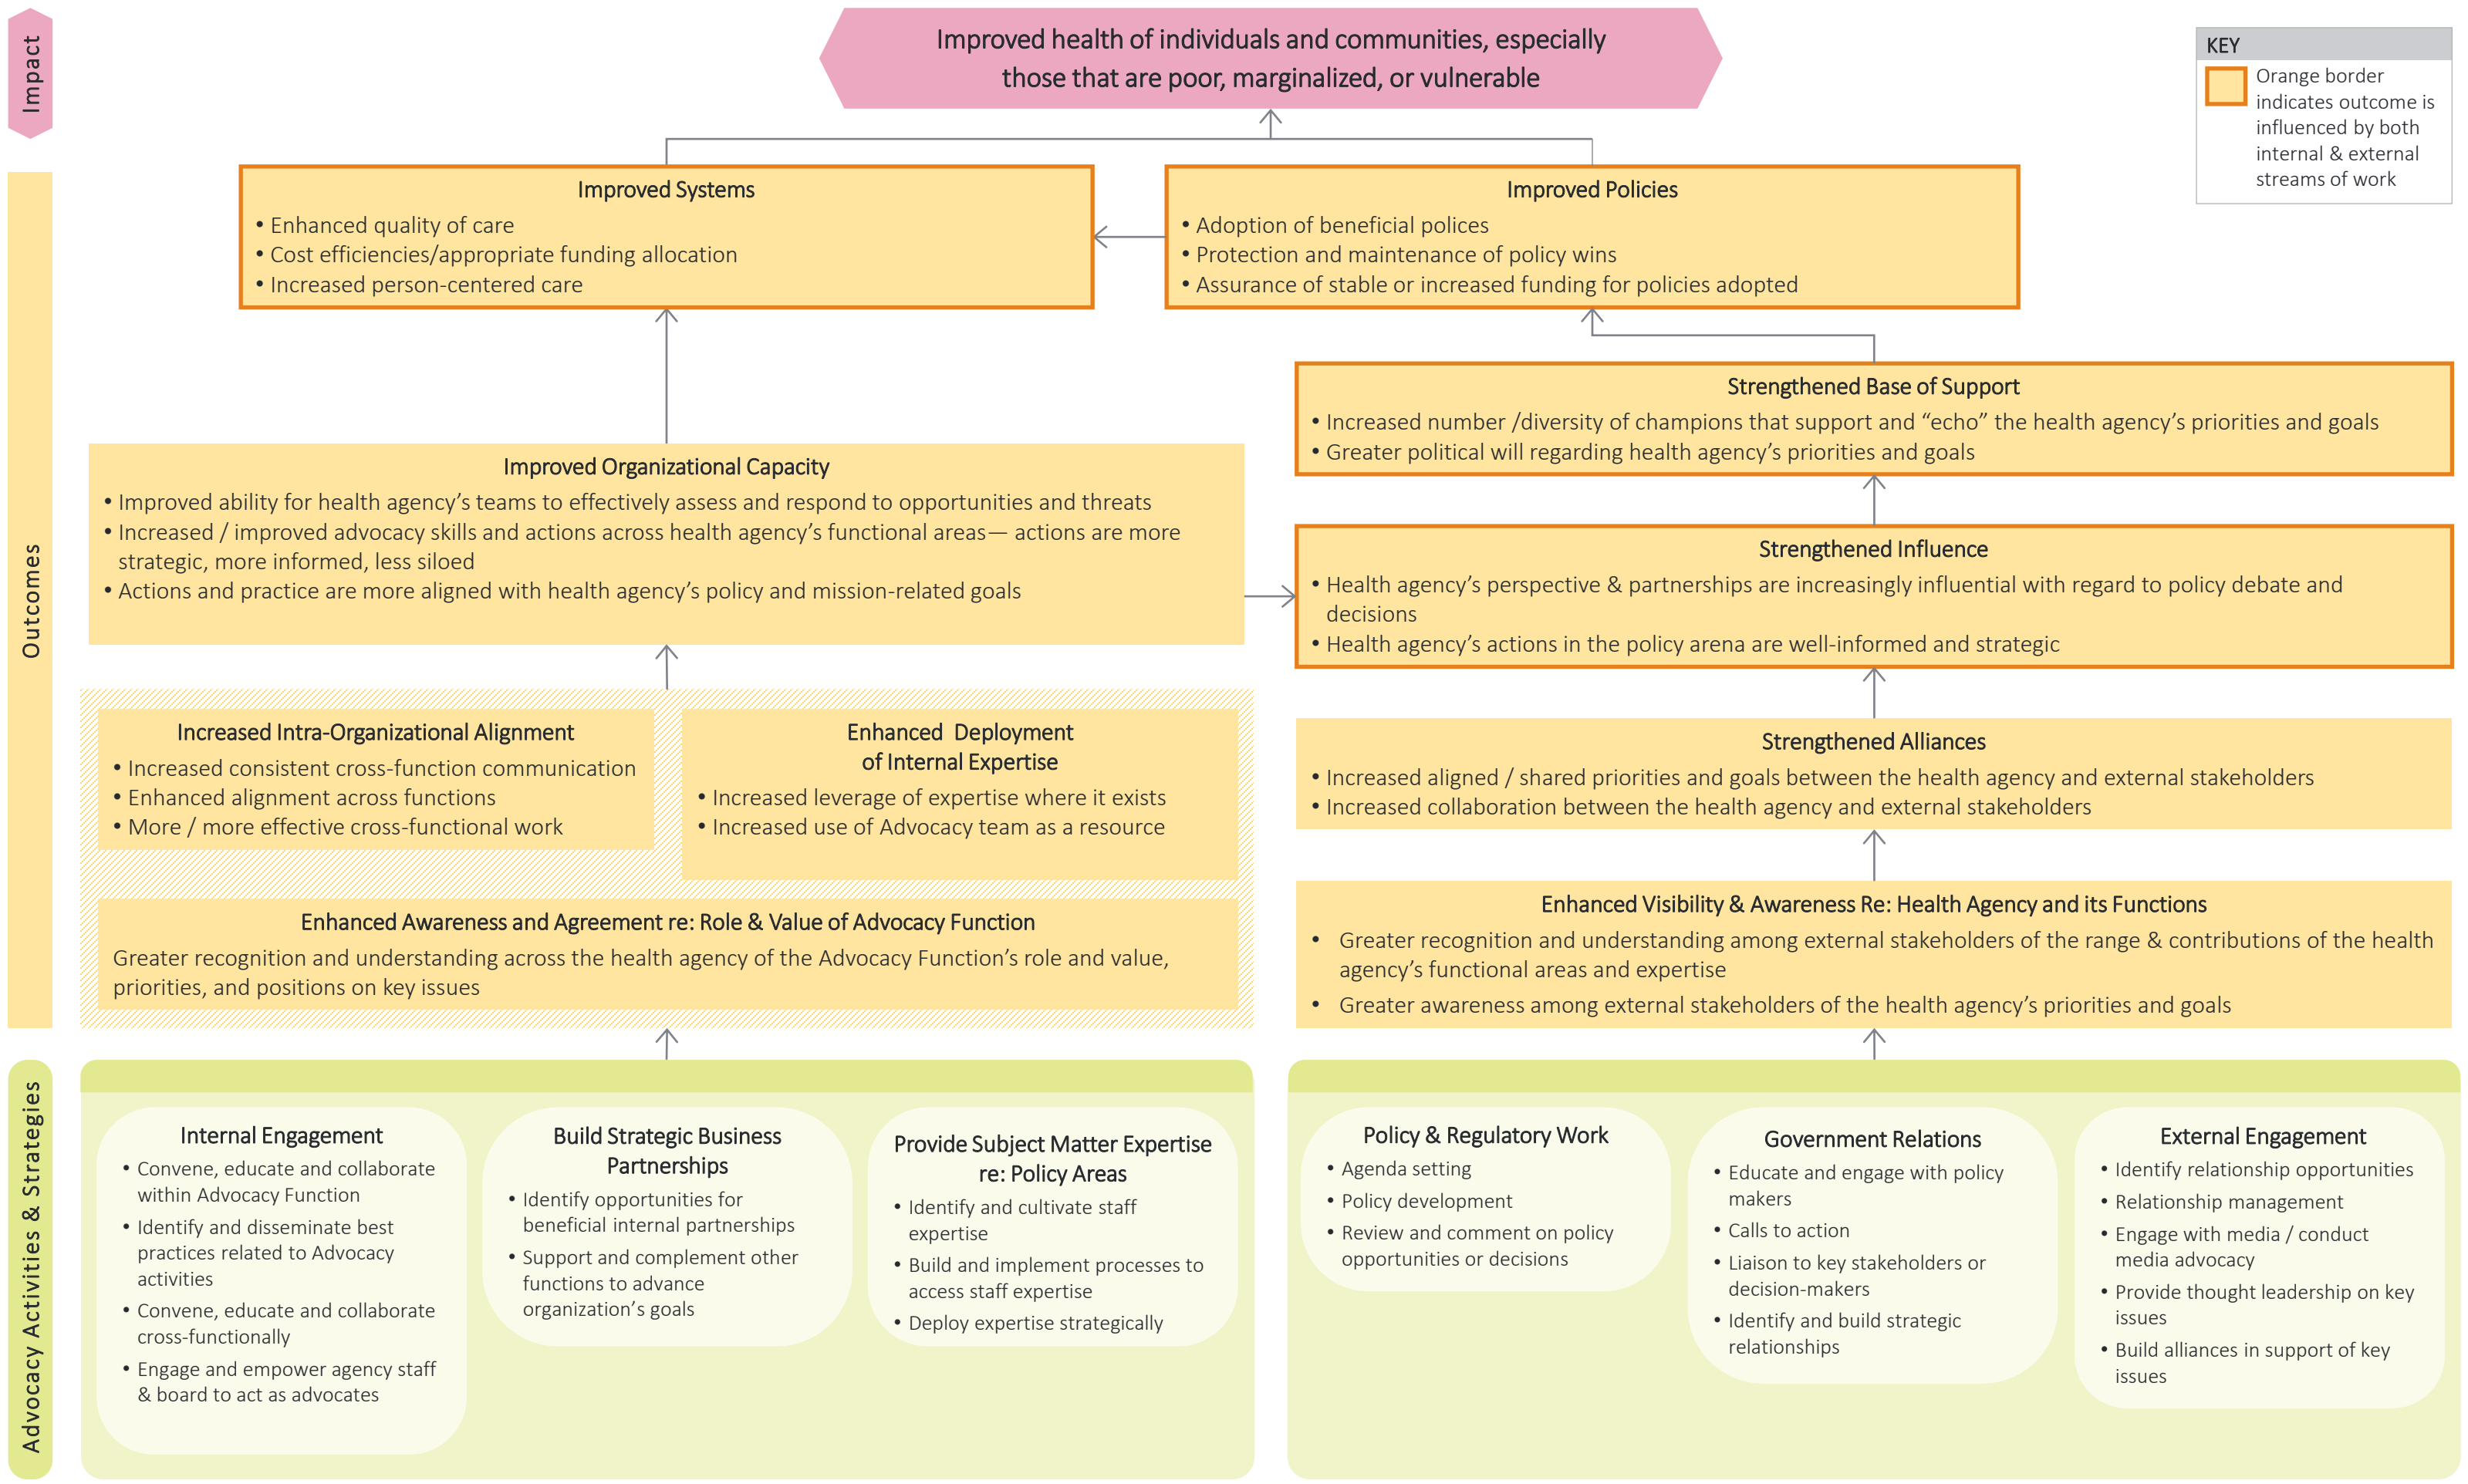 Impact
Improved health of individuals and communities, especially
those that are poor, marginalized, or vulnerable
KEY
Orange border
indicates outcome is
influenced by both
internal & external
streams of work
Outcomes
Improved Systems
• Enhanced quality of care
• Cost efficiencies/appropriate funding allocation
• Increased person-centered care
Improved Policies
• Adoption of beneficial polices
• Protection and maintenance of policy wins
• Assurance of stable or increased funding for policies adopted
Strengthened Base of Support
• Increased number /diversity of champions that support and “echo” the health agency’s priorities and goals
• Greater political will regarding health agency’s priorities and goals
Improved Organizational Capacity
• Improved ability for health agency’s teams to effectively assess and respond to opportunities and threats
• Increased / improved advocacy skills and actions across health agency’s functional areas— actions are more
strategic, more informed, less siloed
• Actions and practice are more aligned with health agency’s policy and mission-related goals
Strengthened Influence
• Health agency’s perspective & partnerships are increasingly influential with regard to policy debate and
decisions
• Health agency’s actions in the policy arena are well-informed and strategic
Increased Intra-Organizational Alignment
• Increased consistent cross-function communication
• Enhanced alignment across functions
• More / more effective cross-functional work
Enhanced Deployment
of Internal Expertise
• Increased leverage of expertise where it exists
• Increased use of Advocacy team as a resource
Strengthened Alliances
• Increased aligned / shared priorities and goals between the health agency and external stakeholders
• Increased collaboration between the health agency and external stakeholders
Enhanced Awareness and Agreement re: Role & Value of Advocacy Function
Greater recognition and understanding across the health agency of the Advocacy Function’s role and value,
priorities, and positions on key issues
Enhanced Visibility & Awareness Re: Health Agency and its Functions
• Greater recognition and understanding among external stakeholders of the range & contributions of the health
agency’s functional areas and expertise
• Greater awareness among external stakeholders of the health agency’s priorities and goals
Advocacy Activities & Strategies
Internal Engagement
• Convene, educate and collaborate
within Advocacy Function
• Identify and disseminate best
practices related to Advocacy
activities
• Convene, educate and collaborate
cross-functionally
• Engage and empower agency staff
& board to act as advocates
Build Strategic Business
Partnerships
• Identify opportunities for
beneficial internal partnerships
• Support and complement other
functions to advance
organization’s goals
Provide Subject Matter Expertise
re: Policy Areas
• Identify and cultivate staff
expertise
• Build and implement processes to
access staff expertise
• Deploy expertise strategically
Policy & Regulatory Work
• Agenda setting
• Policy development
• Review and comment on policy
opportunities or decisions
Government Relations
• Educate and engage with policy
makers
• Calls to action
• Liaison to key stakeholders or
decision-makers
• Identify and build strategic
relationships
External Engagement
• Identify relationship opportunities
• Relationship management
• Engage with media / conduct
media advocacy
• Provide thought leadership on key
issues
• Build alliances in support of key
issues